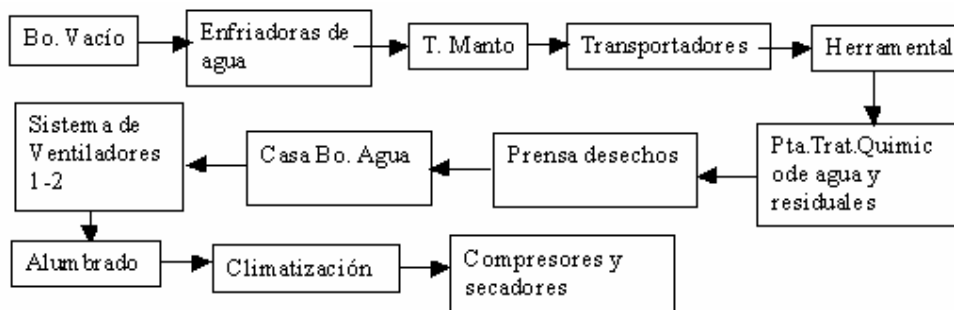 Bo. Vacío
Enfriadoras de
agua
T. Manto
Transportadores
Herramental
Sistema de
Ventiladores
1-2
Casa Bo. Agua
Prensa desechos
Pta.Trat.Quimic
ode agua y
residuales
Alumbrado
Climatización
Compresores y
secadores